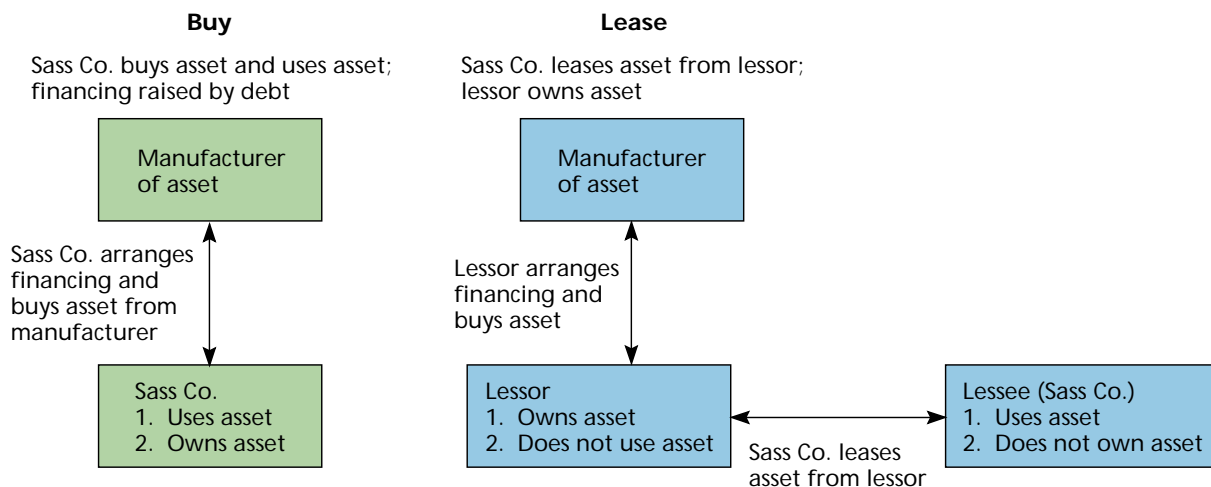 Buy
Sass Co. buys asset and uses asset;
financing raised by debt
Manufacturer
of asset
Sass Co. arranges
financing and
buys asset from
manufacturer
Sass Co.
1. Uses asset
2. Owns asset
Lease
Sass Co. leases asset from lessor;
lessor owns asset
Manufacturer
of asset
Lessor arranges
financing and
buys asset
Lessor
1. Owns asset
2. Does not use asset
Sass Co. leases
asset from lessor
Lessee (Sass Co.)
1. Uses asset
2. Does not own asset